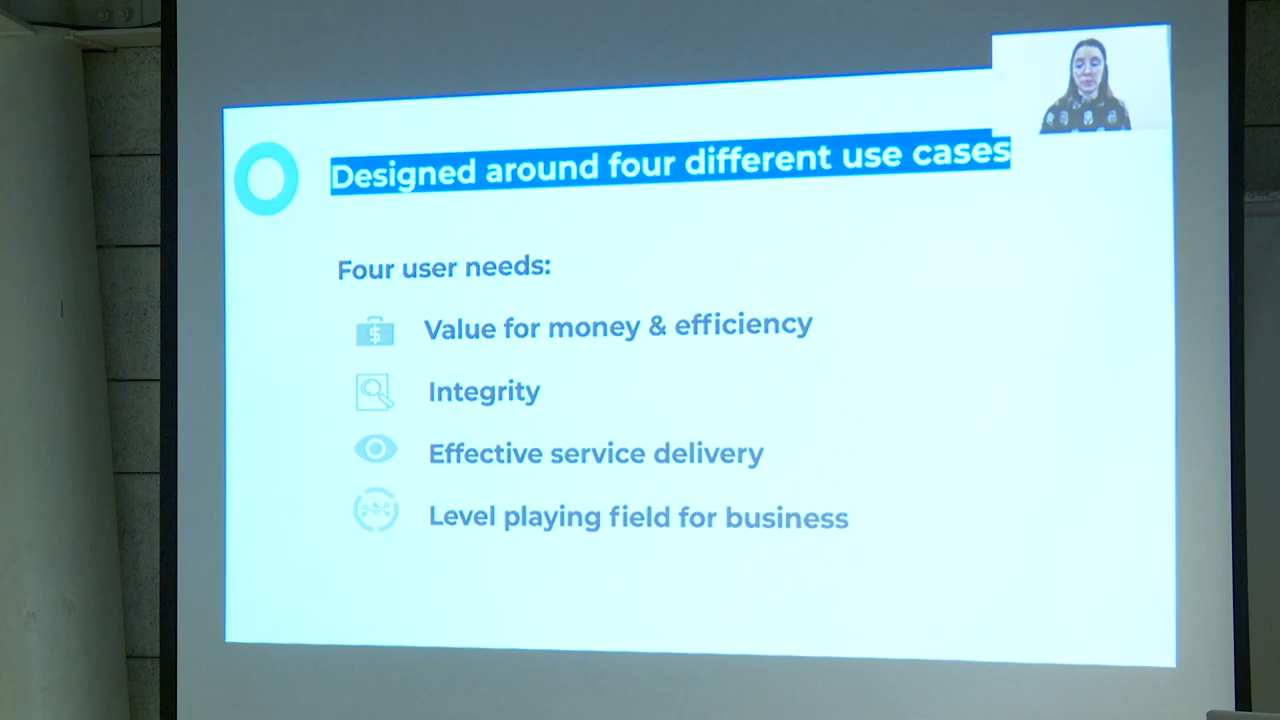 Designed around four different use cases
Four user needs:
$
Value for money & efficiency
Integrity
Effective service delivery
Level playing field for business